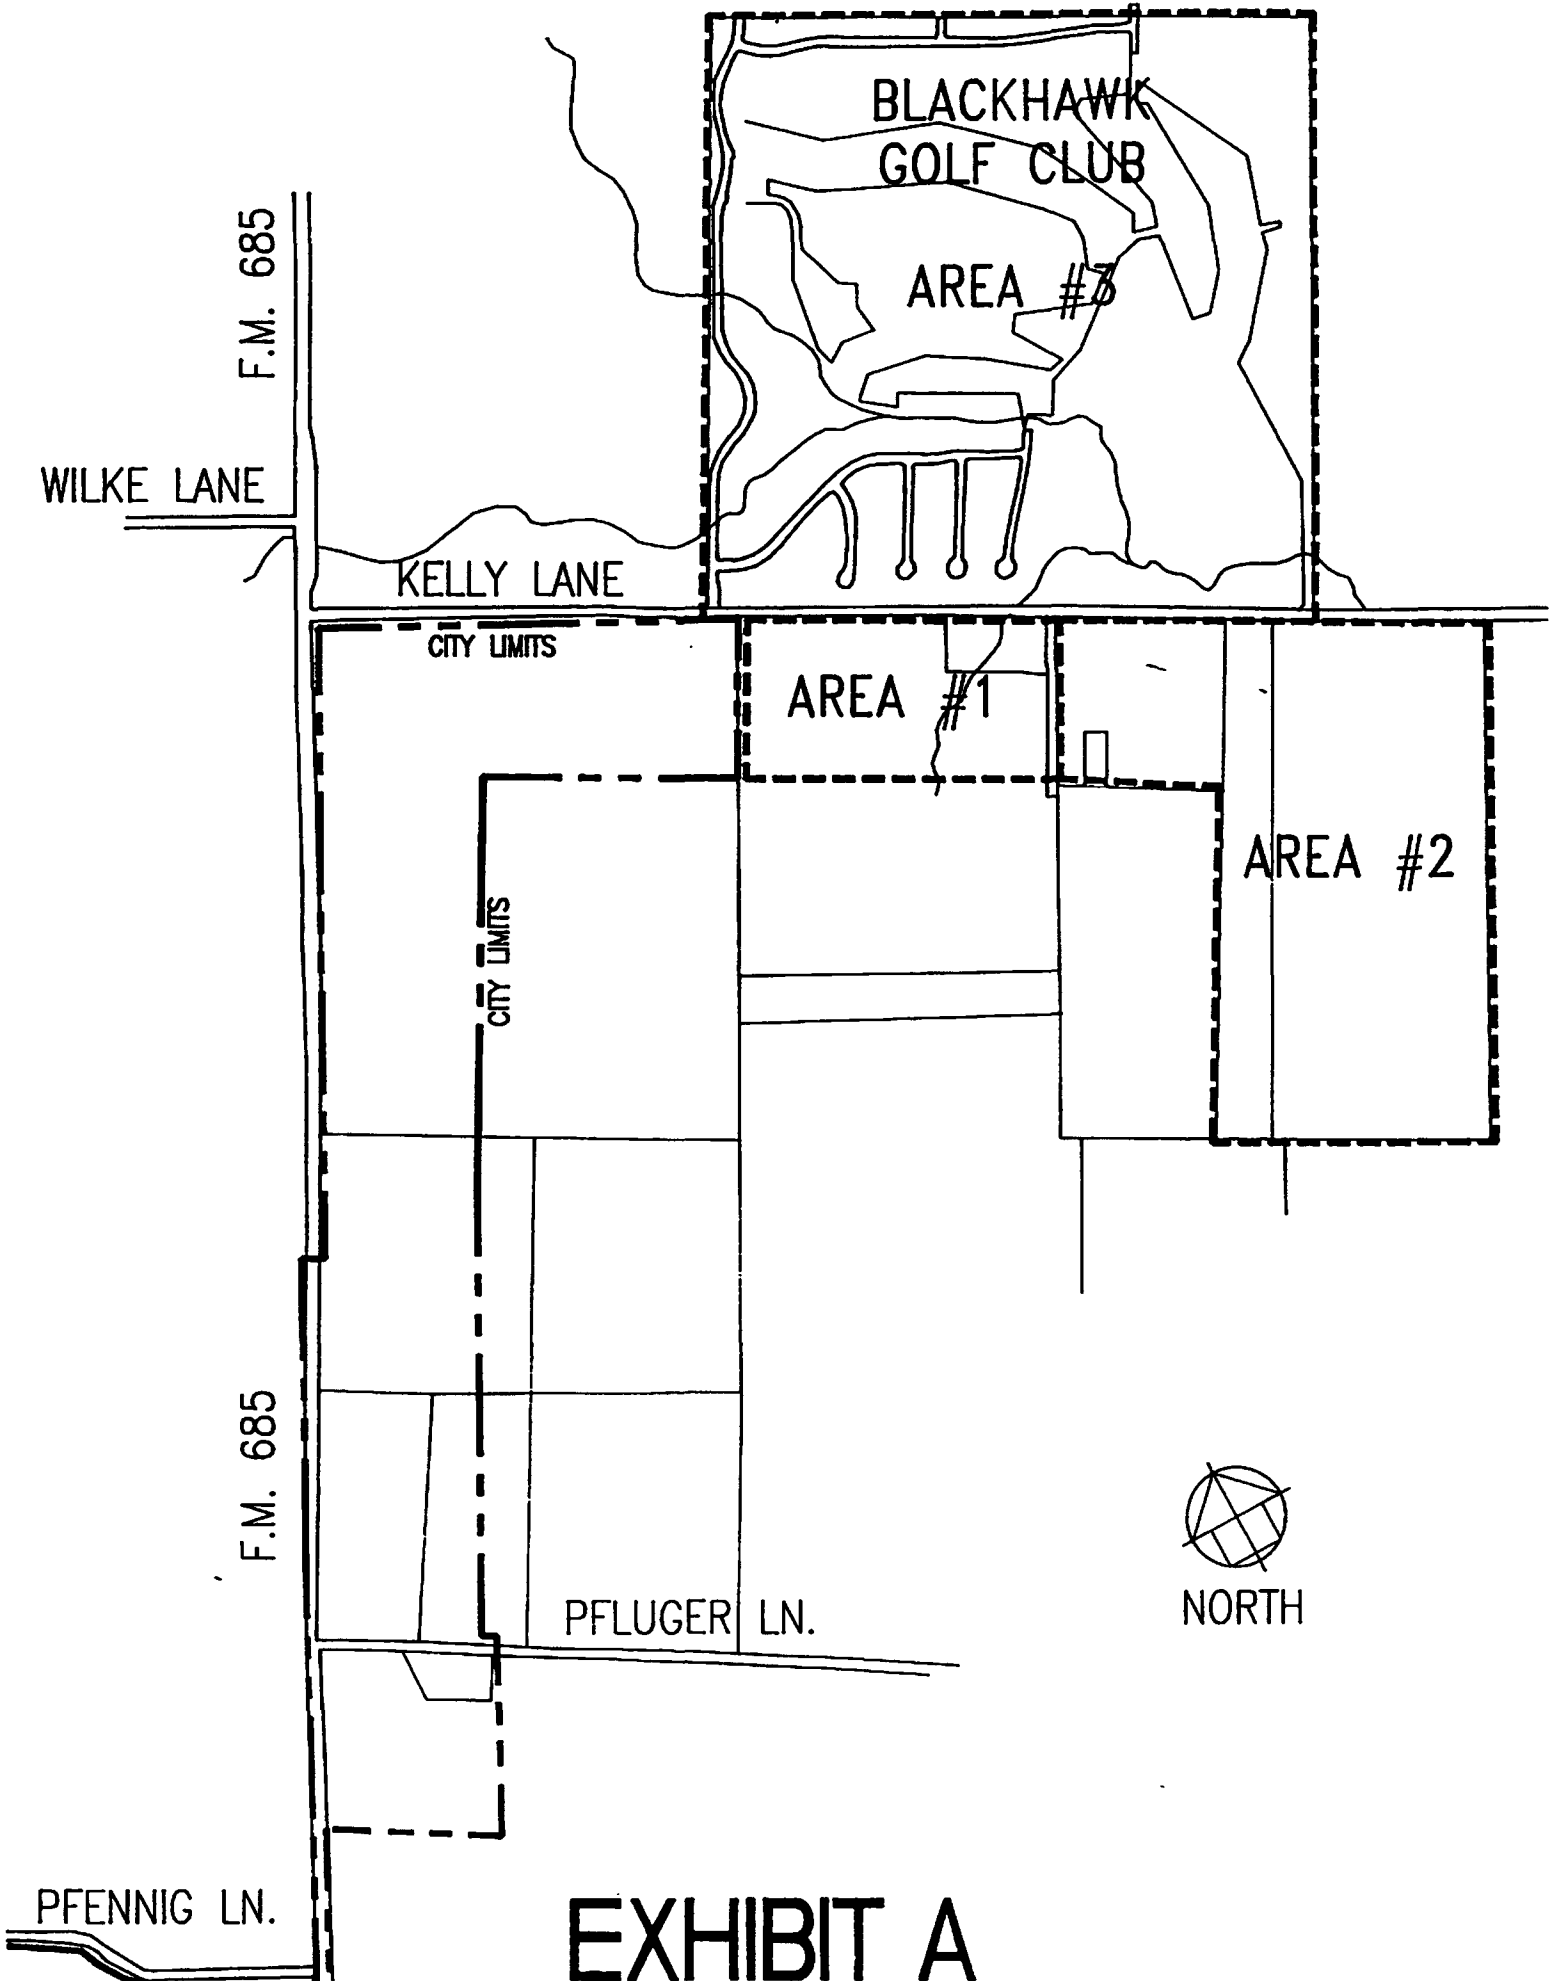 BLACKHAWK
GOLF CLUB
F.M. 685
AREA #3
WILKE LANE
KELLY LANE
CITY LIMITS
AREA #1
AREA #2
CITY LIMITS
F.M. 685
PFLUGER LN.
NORTH
PFENNIG LN.
EXHIBIT A